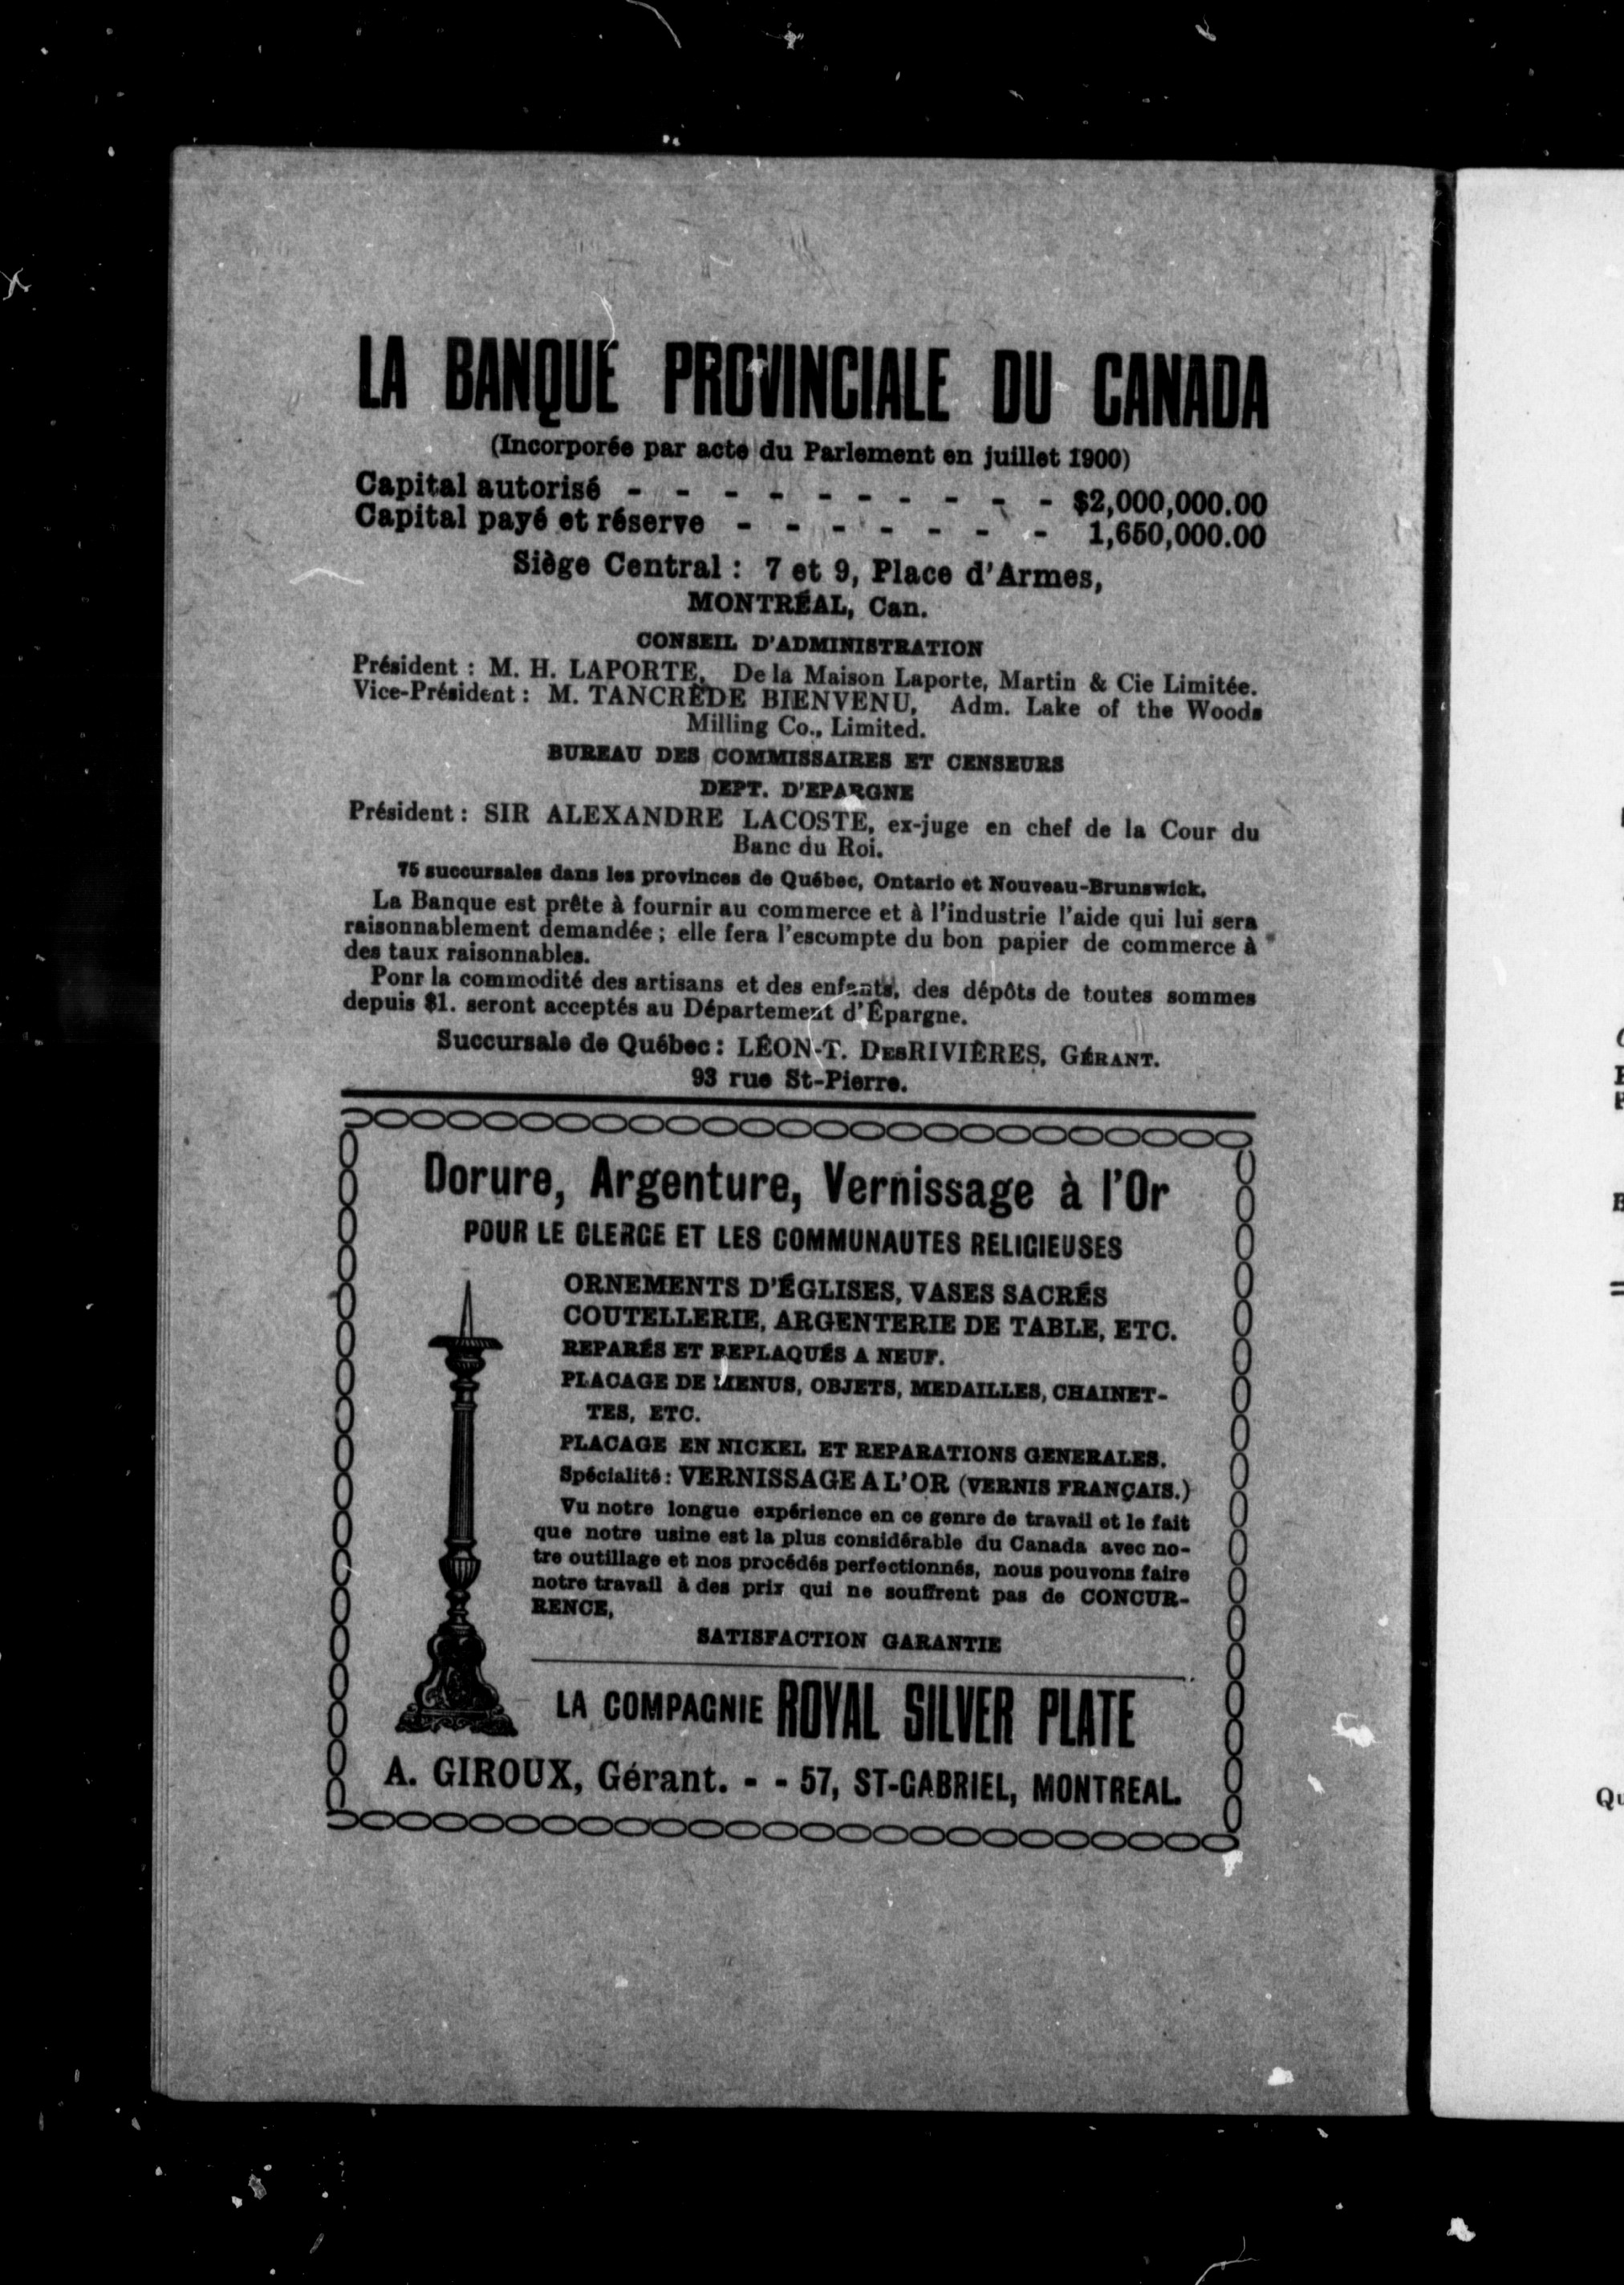 LA BANQUE PROVINCIALE DU CANADA
(Incorporée par acte du Parlement en juillet 1900)
Capital autorisé - - - - - - - - - - $2,000,000.00
Capital payé et réserve - - - - - - - 1,650,000.00
Siège Central : 7 et 9, Place d'Armes,
MONTRÉAL, Can.
CONSEIL D'ADMINISTRATION
Président : M. H. LAPORTE, De la Maison Laporte, Martin & Cie Limitée.
Vice-Président : M. TANCRÈDE BIENVENU, Adm. Lake of the Woods
Milling Co., Limited.
BUREAU DES COMMISSAIRES ET CENSEURS
DEPT. D'EPARGNE
Président : SIR ALEXANDRE LACOSTE, ex-juge en chef de la Cour du
Banc du Roi.
75 succursales dans les provinces de Québec, Ontario et Nouveau-Brunswick.
La Banque est prête à fournir au commerce et à l'industrie l'aide qui lui sera
raisonnablement demandée ; elle fera l'escompte du bon papier de commerce à
des taux raisonnables.
Ponr la commodité des artisans et des enfants, des dépôts de toutes sommes
depuis $1. seront acceptés au Département d'Épargne.
Succursale de Québec : LÉON-T. DESRIVIÈRES, GÉRANT.
93 rue St-Pierre.
Dorure, Argenture, Vernissage à l'Or
POUR LE CLERGE ET LES COMMUNAUTES RELIGIEUSES
ORNEMENTS D'ÉGLISES, VASES SACRÉS
COUTELLERIE, ARGENTERIE DE TABLE, ETC.
REPARÉS ET REPLAQUÉS A NEUF.
PLACAGE DE MENUS, OBJETS, MEDAILLES, CHAINET-
TES, ETC.
PLACAGE EN NICKEL ET REPARATIONS GENERALES.
Spécialité : VERNISSAGE A L'OR (VERNIS FRANÇAIS.)
Vu notre longue expérience en ce genre de travail et le fait
que notre usine est la plus considérable du Canada avec no-
tre outillage et nos procédés perfectionnés, nous pouvons faire
notre travail à des prix qui ne souffrent pas de CONCUR-
RENCE,
SATISFACTION GARANTIE
LA COMPAGNIE ROYAL SILVER PLATE
A. GIROUX, Gérant. - - 57, ST-GABRIEL, MONTREAL.